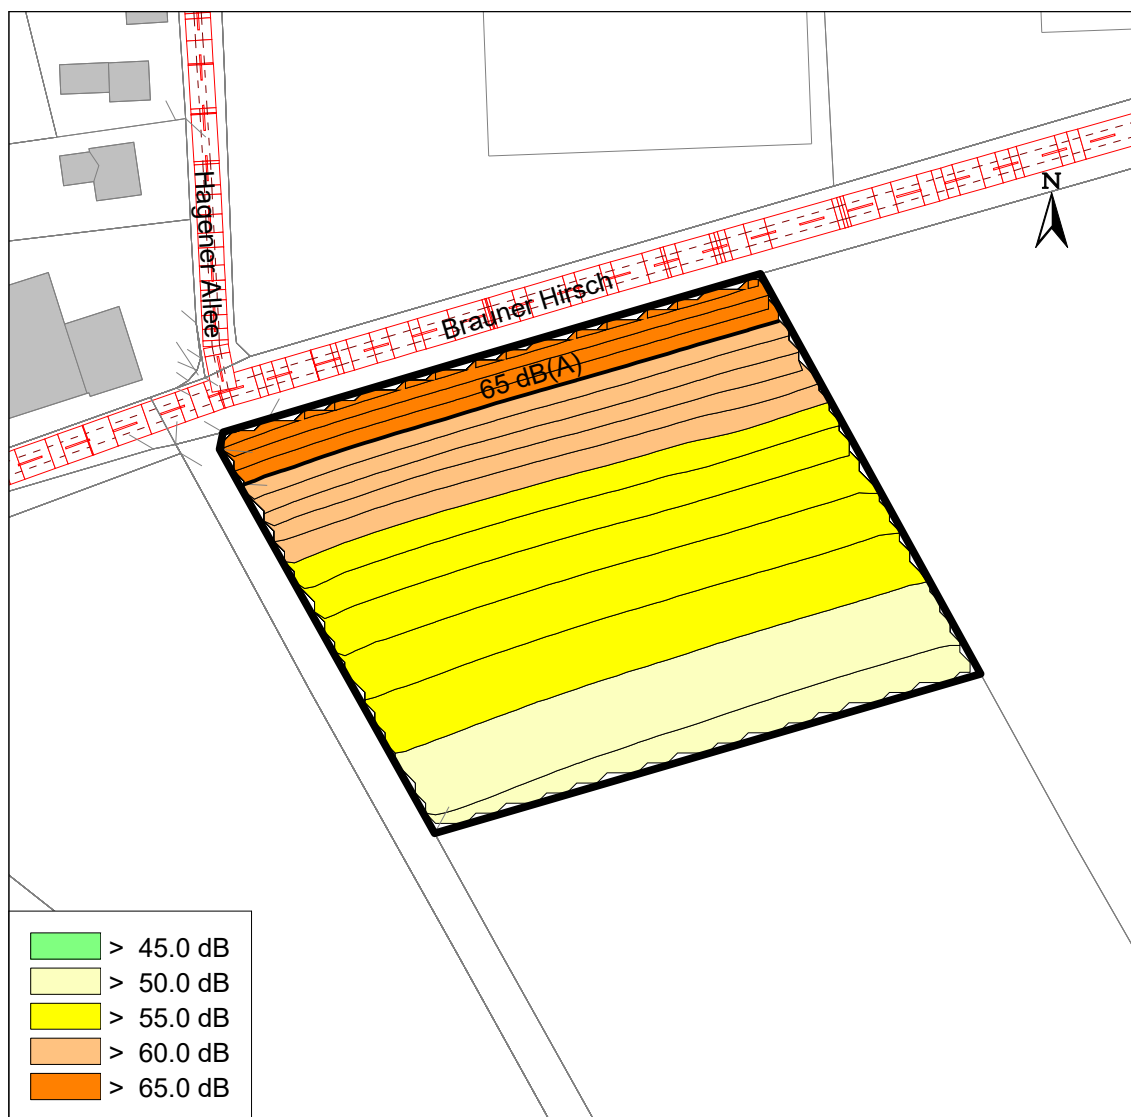 N
Hagener Allee
Brauner Hirsch
65 dB(A)
> 45.0 dB
> 50.0 dB
> 55.0 dB
> 60.0 dB
> 65.0 dB